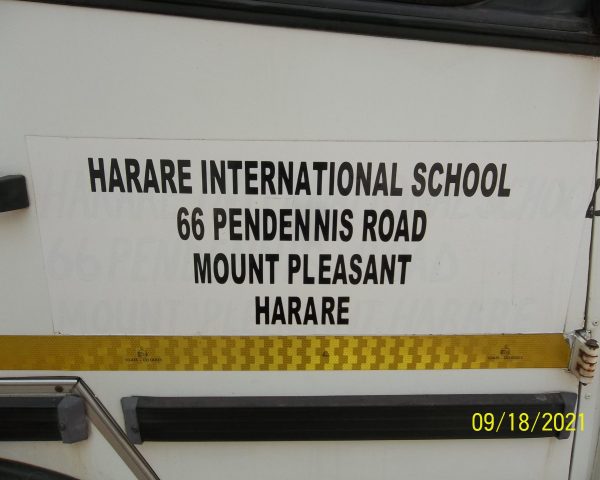 HARARE INTERNATIONAL SCHOOL
66 PENDENNIS ROAD
MOUNT PLEASANT
HARARE
09/18/2021